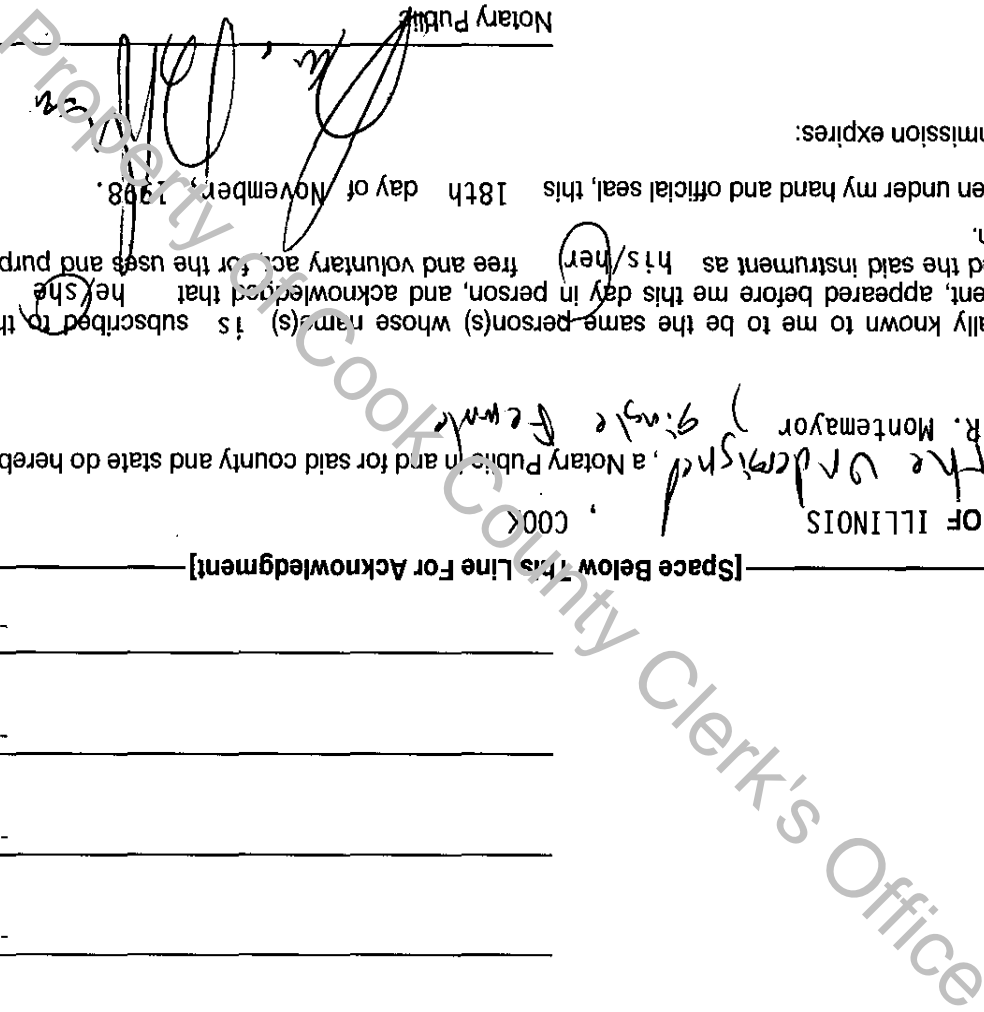 [Space Below This Line For Acknowledgment]
OF ILLINOIS , COOK
The Undersigned, a Notary Public in and for said county and state do hereb
R. Montemayor, Single Female
ally known to me to be the same person(s) whose name(s) is subscribed to th
ent, appeared before me this day in person, and acknowledged that he/she
d the said instrument as his/her free and voluntary act, for the uses and purp
n.
en under my hand and official seal, this 18th day of November, 1998.
mission expires:
Notary Public
Property of Cook County Clerk's Office